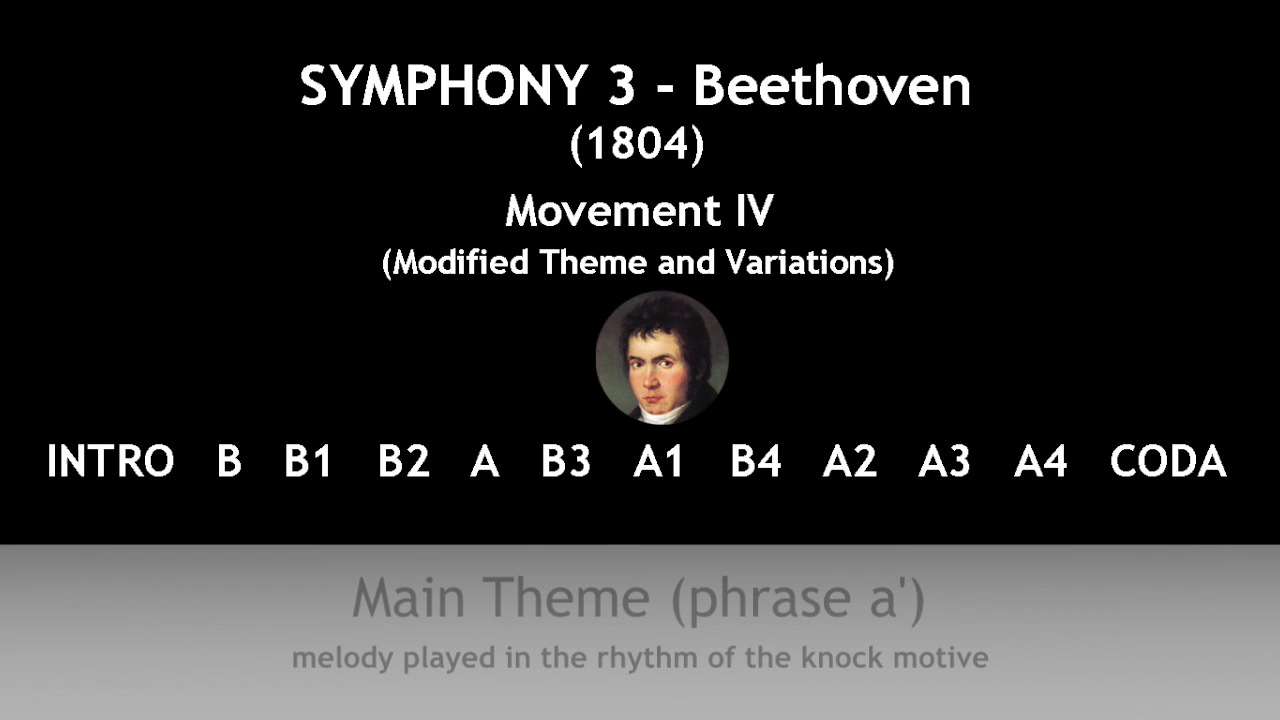 SYMPHONY 3 - Beethoven
(1804)
Movement IV
(Modified Theme and Variations)
INTRO B B1 B2 A B3 A1 B4 A2 A3 A4 CODA
Main Theme (phrase a')
melody played in the rhythm of the knock motive